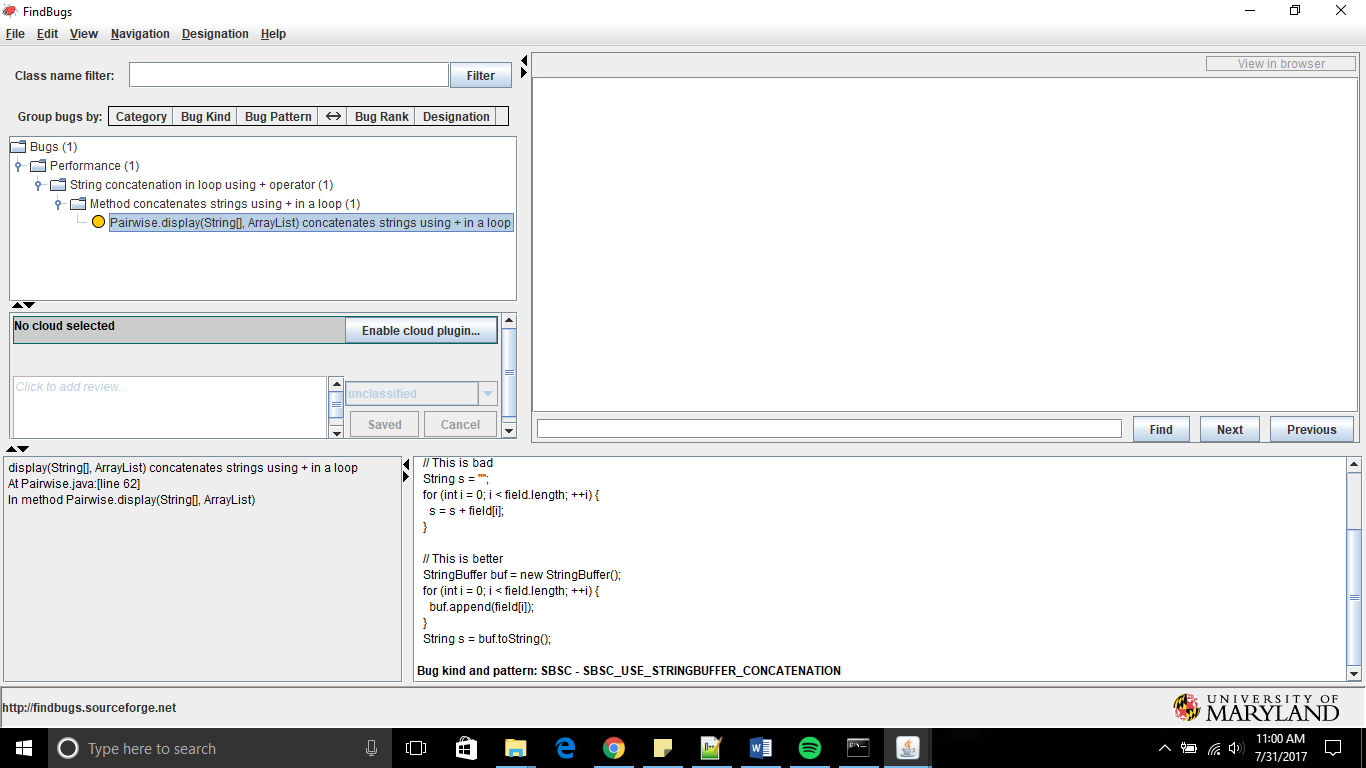 FindBugs
File Edit View Navigation Designation Help
Class name filter:
Filter
Group bugs by: Category Bug Kind Bug Pattern ↔ Bug Rank Designation
Bugs (1)
Performance (1)
String concatenation in loop using + operator (1)
Method concatenates strings using + in a loop (1)
Pairwise.display(String[], ArrayList) concatenates strings using + in a loop
No cloud selected
Enable cloud plugin...
Click to add review...
unclassified
Saved Cancel
View in browser
Find Next Previous
display(String[], ArrayList) concatenates strings using + in a loop
At Pairwise.java:[line 62]
In method Pairwise.display(String[], ArrayList)
// This is bad
String s = "";
for (int i = 0; i < field.length; ++i) {
s = s + field[i];
}
// This is better
StringBuffer buf = new StringBuffer();
for (int i = 0; i < field.length; ++i) {
buf.append(field[i]);
}
String s = buf.toString();
Bug kind and pattern: SBSC - SBSC_USE_STRINGBUFFER_CONCATENATION
http://findbugs.sourceforge.net
UNIVERSITY OF
MARYLAND
Type here to search
11:00 AM
7/31/2017